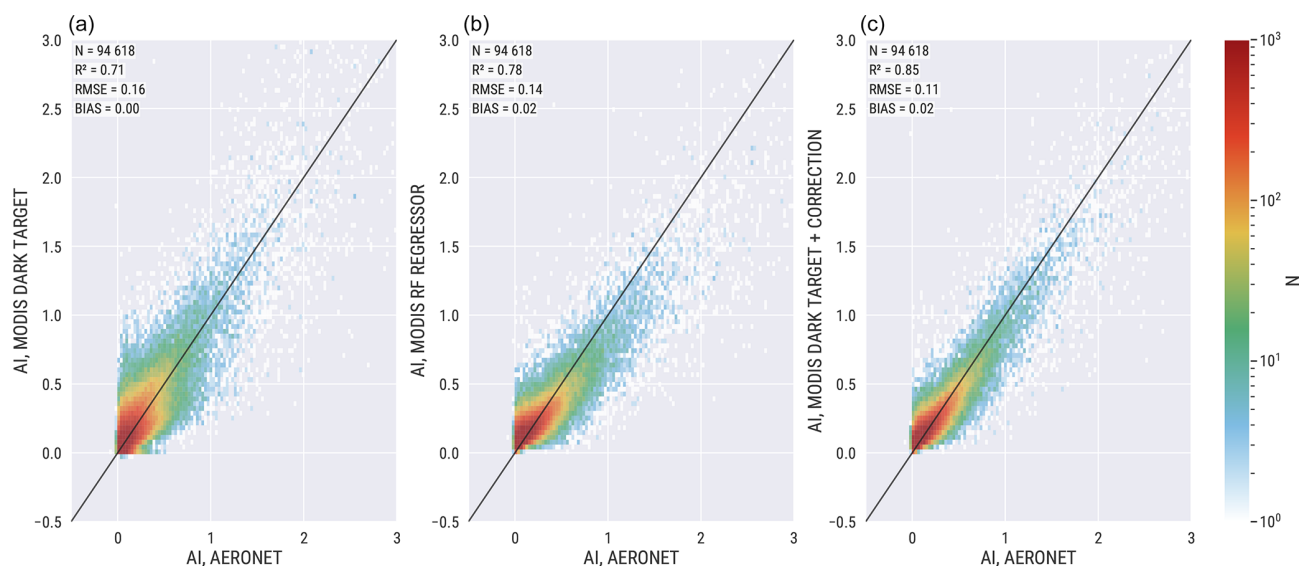 (a)
N = 94 618
R² = 0.71
RMSE = 0.16
BIAS = 0.00
3.0
2.5
2.0
1.5
1.0
0.5
0.0
−0.5
0
1
2
3
AI, MODIS DARK TARGET
AI, AERONET
(b)
N = 94 618
R² = 0.78
RMSE = 0.14
BIAS = 0.02
3.0
2.5
2.0
1.5
1.0
0.5
0.0
−0.5
0
1
2
3
AI, MODIS RF REGRESSOR
AI, AERONET
(c)
N = 94 618
R² = 0.85
RMSE = 0.11
BIAS = 0.02
3.0
2.5
2.0
1.5
1.0
0.5
0.0
−0.5
0
1
2
3
AI, MODIS DARK TARGET + CORRECTION
AI, AERONET
10³
10²
10¹
10⁰
N